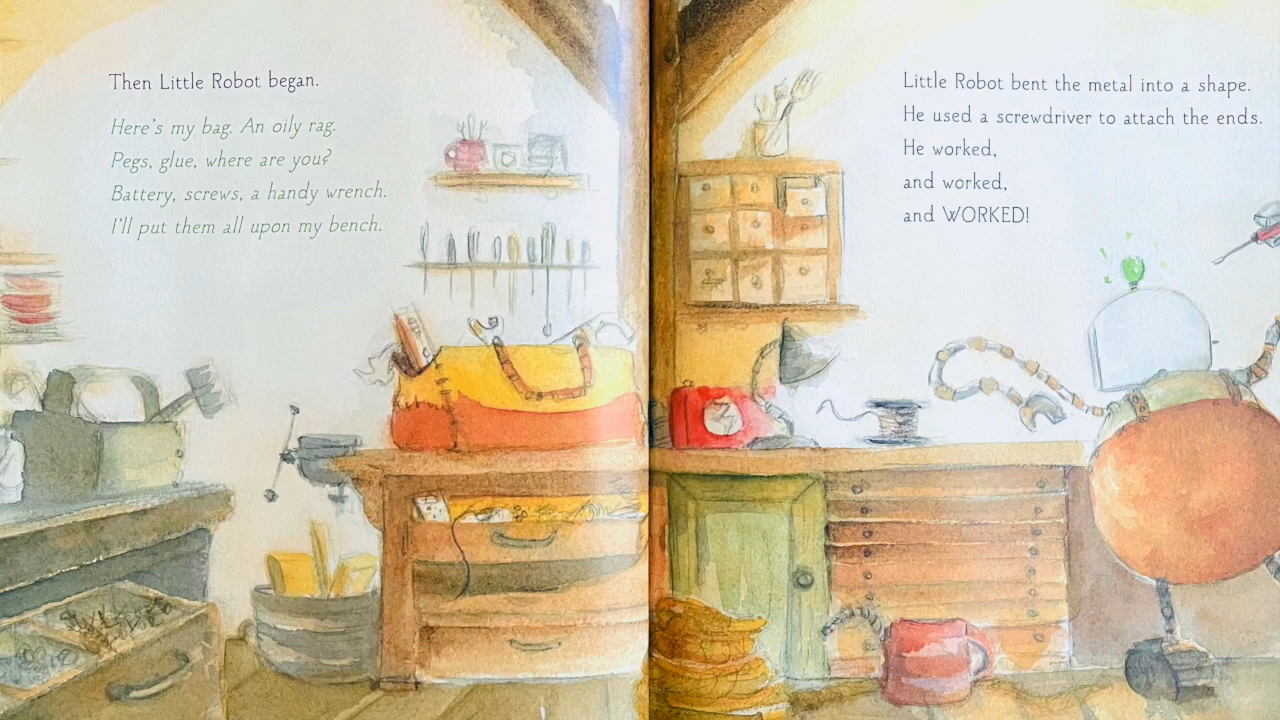 Then Little Robot began.
Here's my bag. An oily rag.
Pegs, glue, where are you?
Battery, screws, a handy wrench.
I'll put them all upon my bench.
Little Robot bent the metal into a shape.
He used a screwdriver to attach the ends.
He worked,
and worked,
and WORKED!